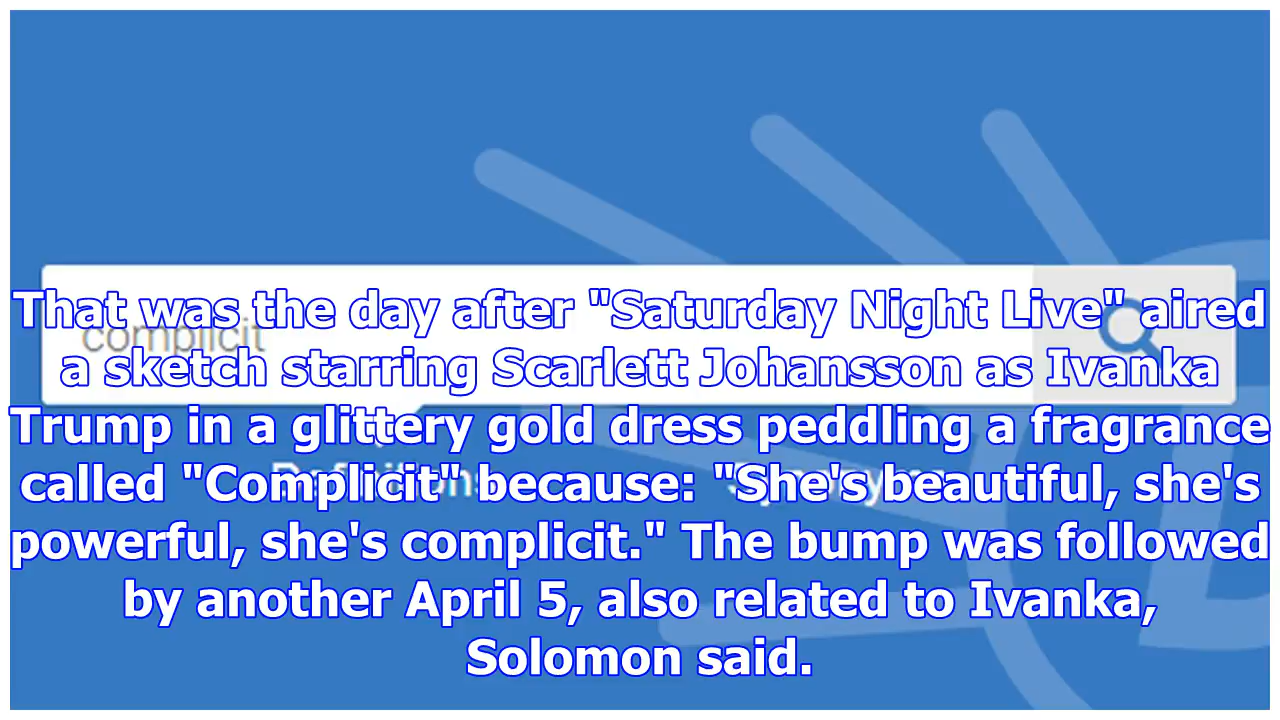 That was the day after "Saturday Night Live" aired
complicit
a sketch starring Scarlett Johansson as Ivanka
Trump in a glittery gold dress peddling a fragrance
called "Complicit" because: "She's beautiful, she's
powerful, she's complicit." The bump was followed
by another April 5, also related to Ivanka,
Solomon said.